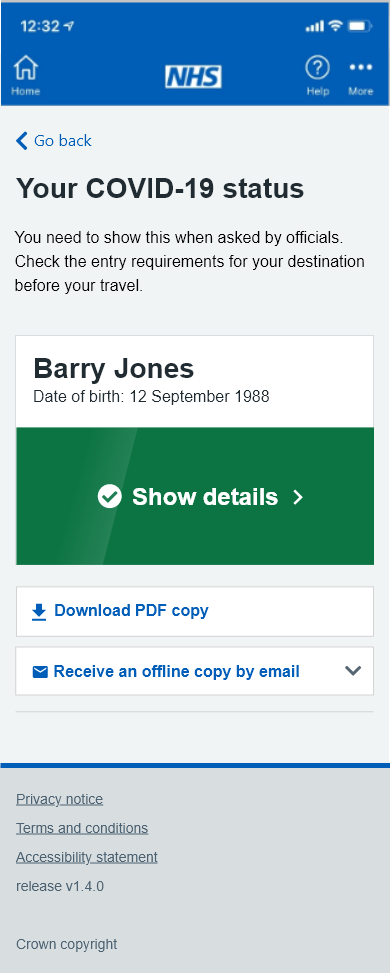 12:32
Home
NHS
Help
More
Go back
Your COVID-19 status
You need to show this when asked by officials.
Check the entry requirements for your destination
before your travel.
Barry Jones
Date of birth: 12 September 1988
Show details
Download PDF copy
Receive an offline copy by email
Privacy notice
Terms and conditions
Accessibility statement
release v1.4.0
Crown copyright